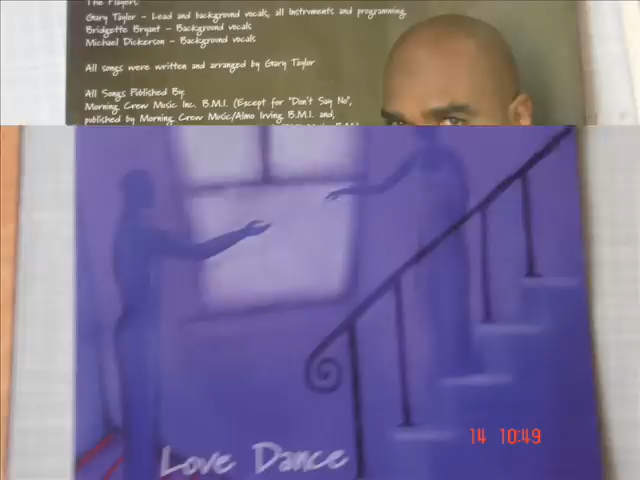 The Players:
Gary Taylor - Lead and background vocals, all Instruments and programming.
Bridgette Bryant - Background vocals
Michael Dickerson - Background vocals
All songs were written and arranged by Gary Taylor
All Songs Published By:
Morning Crew Music Inc. B.M.I. (Except for "Don't Say No",
published by Morning Crew Music/Almo Irving B.M.I. and,
Love Dance
14 10:49